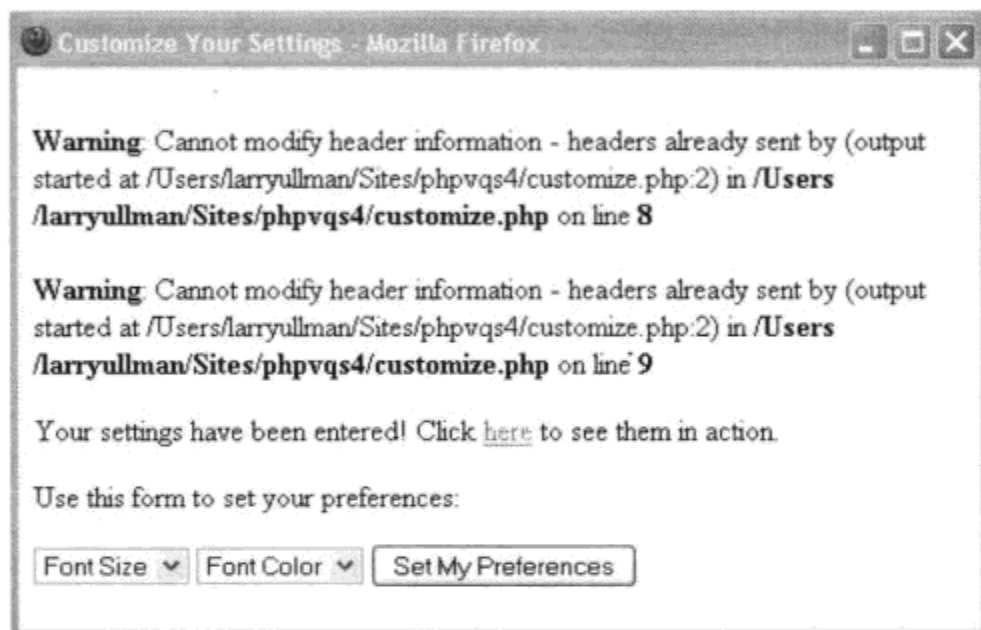 Customize Your Settings - Mozilla Firefox
Warning: Cannot modify header information - headers already sent by (output
started at /Users/larryullman/Sites/phpvqs4/customize.php:2) in /Users
/larryullman/Sites/phpvqs4/customize.php on line 8
Warning: Cannot modify header information - headers already sent by (output
started at /Users/larryullman/Sites/phpvqs4/customize.php:2) in /Users
/larryullman/Sites/phpvqs4/customize.php on line 9
Your settings have been entered! Click here to see them in action.
Use this form to set your preferences:
Font Size Font Color Set My Preferences